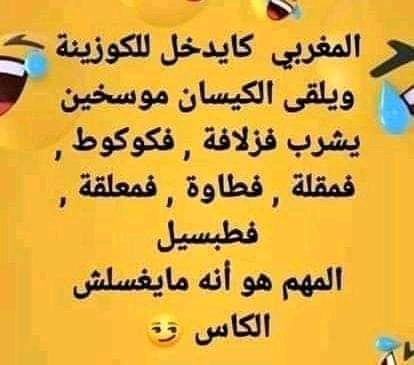 المغربي كايدخل للكوزينة
ويلقى الكيسان موسخين
يشرب فزلافة , فكوكوط ,
فمقلة , فطاوة , فمعلقة ,
فطبسيل
المهم هو أنه مايغسلش
الكاس 😏